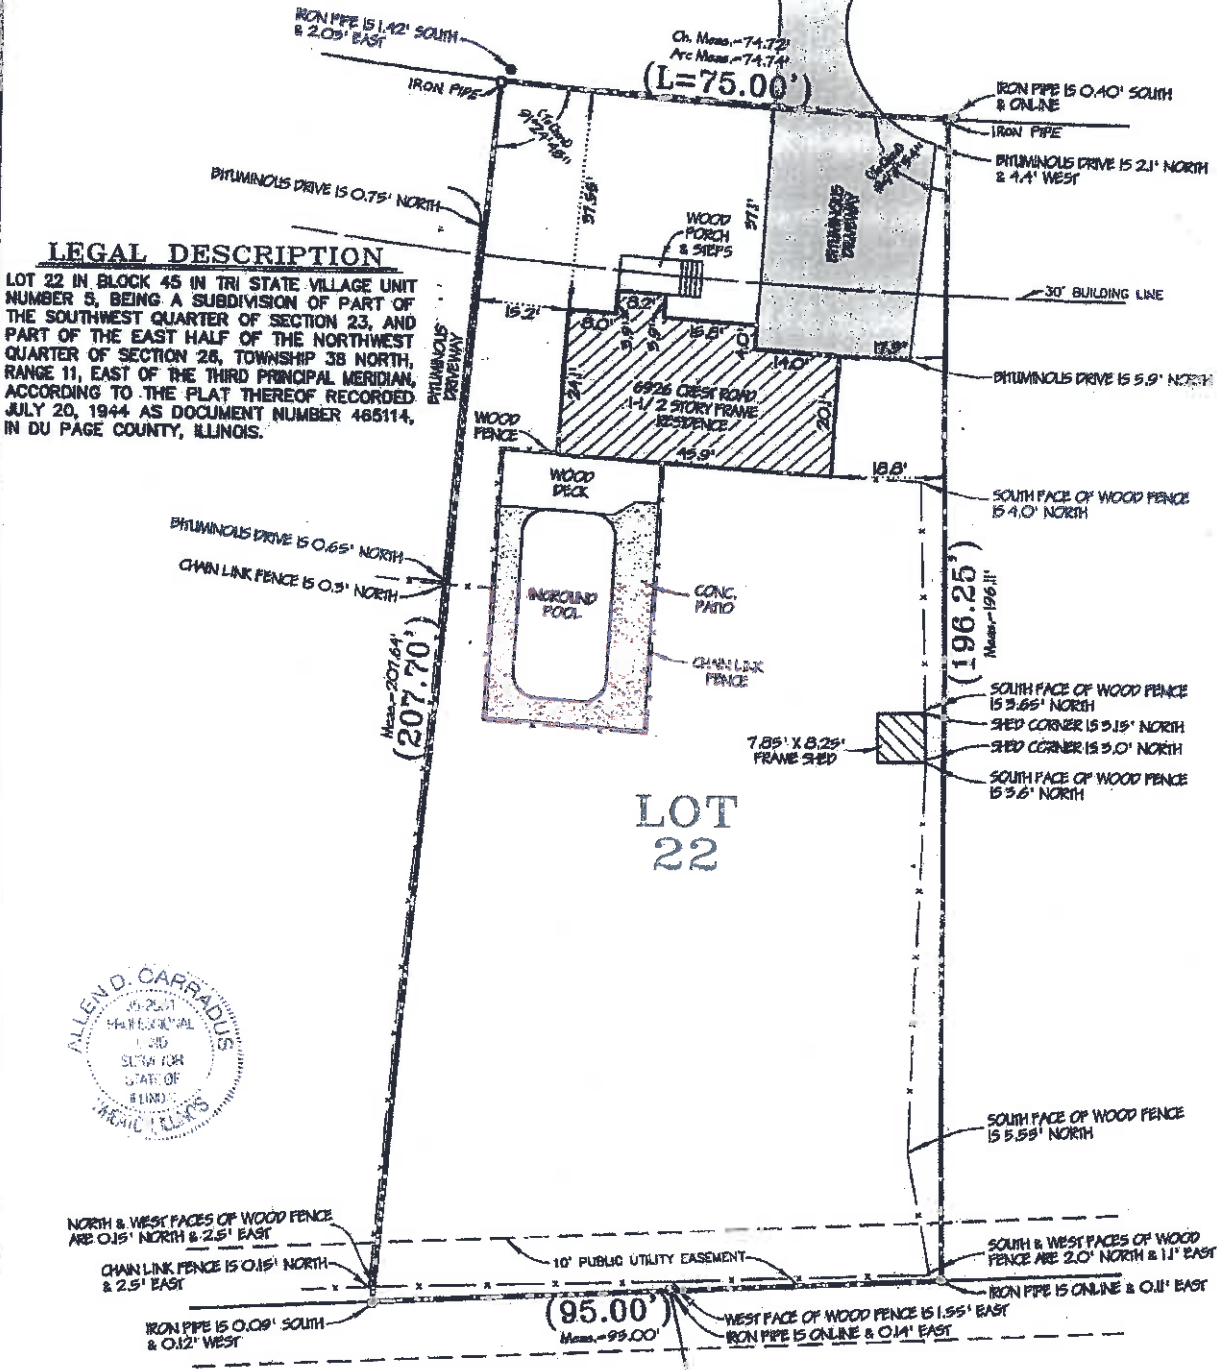 IRON PIPE IS 1.42' SOUTH
& 2.03' EAST
Ch. Meas.=74.72'
Arc Meas.=74.74'
(L=75.00')
IRON PIPE
IRON PIPE IS 0.40' SOUTH
& ONLINE
IRON PIPE
BITUMINOUS DRIVE IS 2.1' NORTH
& 4.4' WEST
BITUMINOUS DRIVE IS 0.75' NORTH
37.55'
37.1'
BITUMINOUS
DRIVEWAY
WOOD
PORCH
& STEPS
LEGAL DESCRIPTION
LOT 22 IN BLOCK 45 IN TRI STATE VILLAGE UNIT
NUMBER 5, BEING A SUBDIVISION OF PART OF
THE SOUTHWEST QUARTER OF SECTION 23, AND
PART OF THE EAST HALF OF THE NORTHWEST
QUARTER OF SECTION 26, TOWNSHIP 38 NORTH,
RANGE 11, EAST OF THE THIRD PRINCIPAL MERIDIAN,
ACCORDING TO THE PLAT THEREOF RECORDED
JULY 20, 1944 AS DOCUMENT NUMBER 465114,
IN DU PAGE COUNTY, ILLINOIS.
BITUMINOUS
DRIVEWAY
30' BUILDING LINE
15.2'
8.0'
8.2'
3.9'
3.9'
15.8'
4.0'
14.0'
17.9'
BITUMINOUS DRIVE IS 5.9' NORTH
24.1'
6926 CREST ROAD
1-1/2 STORY FRAME
RESIDENCE
20.1'
45.9'
18.8'
WOOD
FENCE
WOOD
DECK
SOUTH FACE OF WOOD FENCE
IS 4.0' NORTH
BITUMINOUS DRIVE IS 0.65' NORTH
CHAIN LINK FENCE IS 0.3' NORTH
INGROUND
POOL
CONC.
PATIO
CHAIN LINK
FENCE
(196.25')
Meas.=196.11'
Meas.=207.64'
(207.70')
SOUTH FACE OF WOOD FENCE
IS 3.65' NORTH
SHED CORNER IS 3.15' NORTH
SHED CORNER IS 3.0' NORTH
SOUTH FACE OF WOOD FENCE
IS 3.6' NORTH
7.85' X 8.25'
FRAME SHED
LOT
22
ALLEN D. CARRADUS
PROFESSIONAL
LAND
SURVEYOR
STATE OF
ILLINOIS
SOUTH FACE OF WOOD FENCE
IS 5.55' NORTH
NORTH & WEST FACES OF WOOD FENCE
ARE 0.15' NORTH & 2.5' EAST
CHAIN LINK FENCE IS 0.15' NORTH
& 2.5' EAST
10' PUBLIC UTILITY EASEMENT
SOUTH & WEST FACES OF WOOD
FENCE ARE 2.0' NORTH & 1.1' EAST
IRON PIPE IS ONLINE & 0.11' EAST
IRON PIPE IS 0.09' SOUTH
& 0.12' WEST
(95.00')
Meas.=95.00'
WEST FACE OF WOOD FENCE IS 1.55' EAST
IRON PIPE IS ONLINE & 0.14' EAST